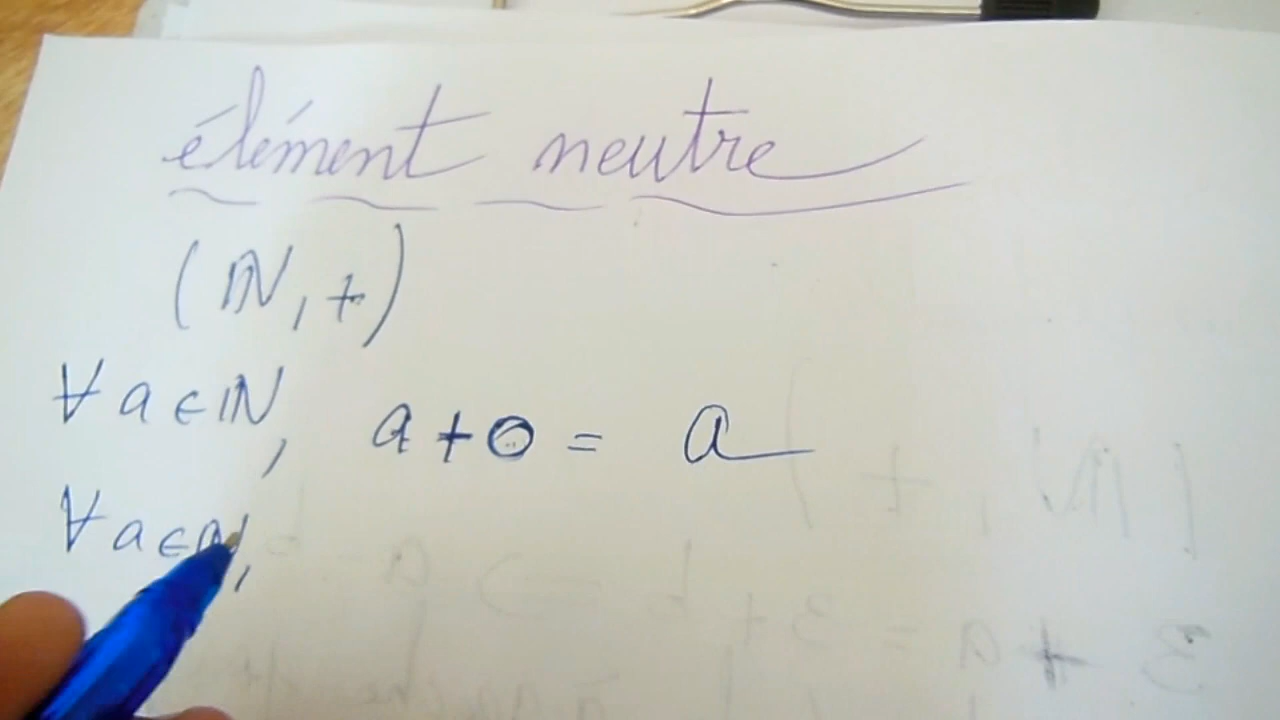 élément neutre
(ℕ, +)
∀ a ∈ ℕ, a + 0 = a
∀ a ∈ ℕ,